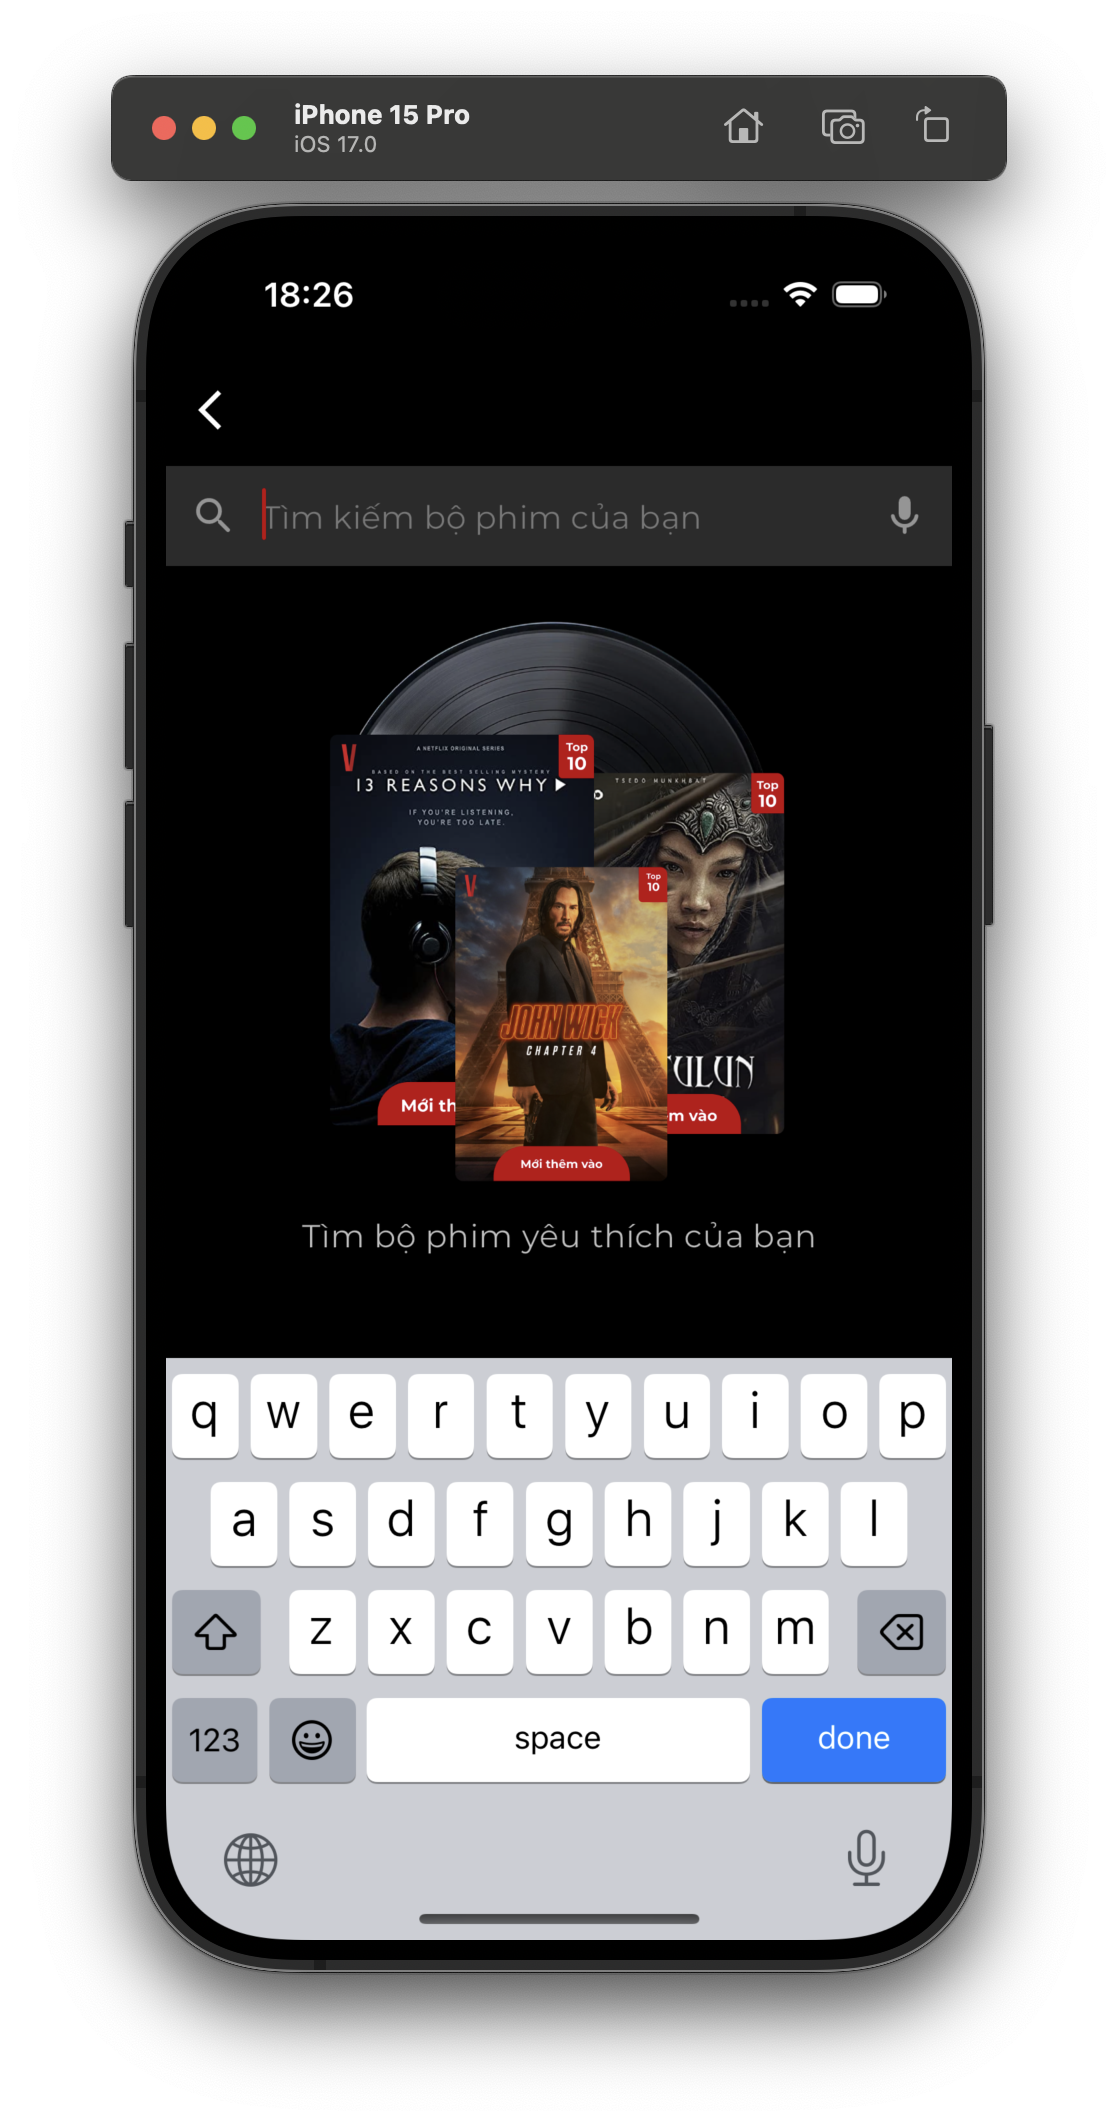 iPhone 15 Pro
iOS 17.0
18:26
Tìm kiếm bộ phim của bạn
A NETFLIX ORIGINAL SERIES
Top
10
BASED ON THE BEST SELLING MYSTERY
13 REASONS WHY
IF YOU'RE LISTENING,
YOU'RE TOO LATE.
TSEDO MUNKHBAT
Top
10
Top
10
JOHN WICK
CHAPTER 4
ULUN
Mới th
m vào
Mới thêm vào
Tìm bộ phim yêu thích của bạn
q w e r t y u i o p
a s d f g h j k l
z x c v b n m
123 space done